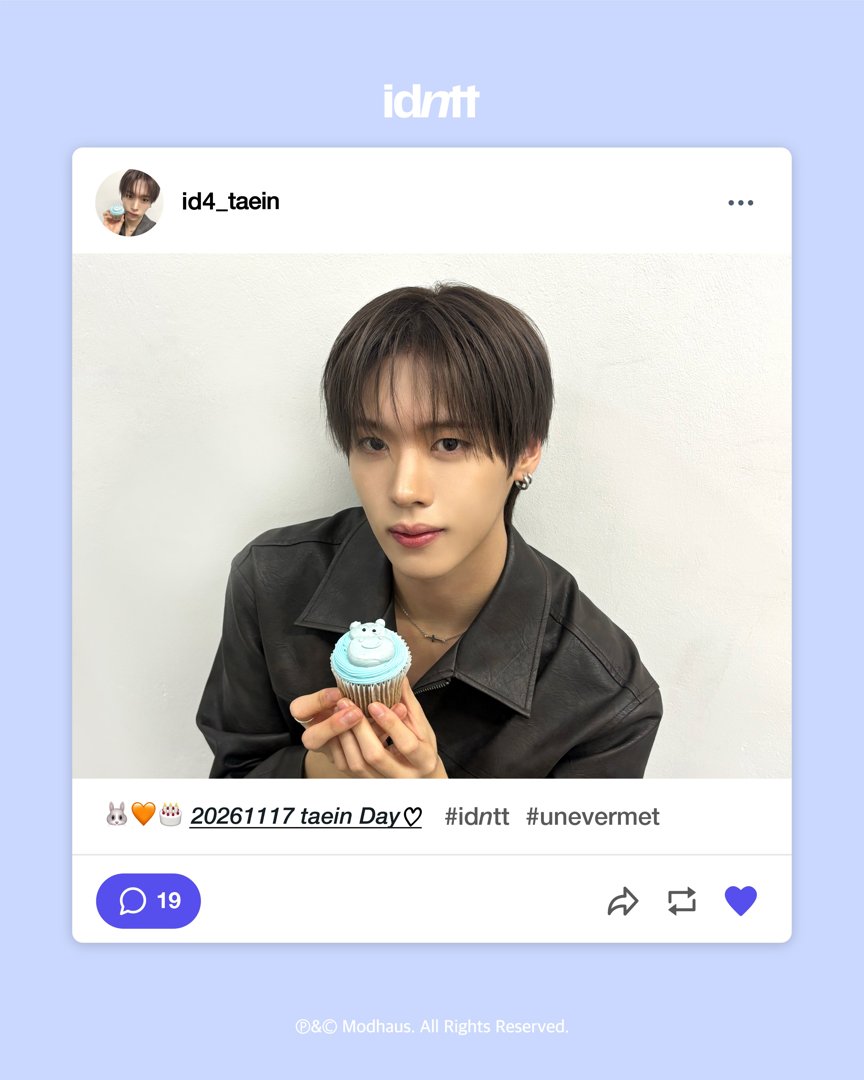 idntt
id4_taein
🐰🧡🎂 20261117 taein Day♡ #idntt #unevermet
19
℗&© Modhaus. All Rights Reserved.